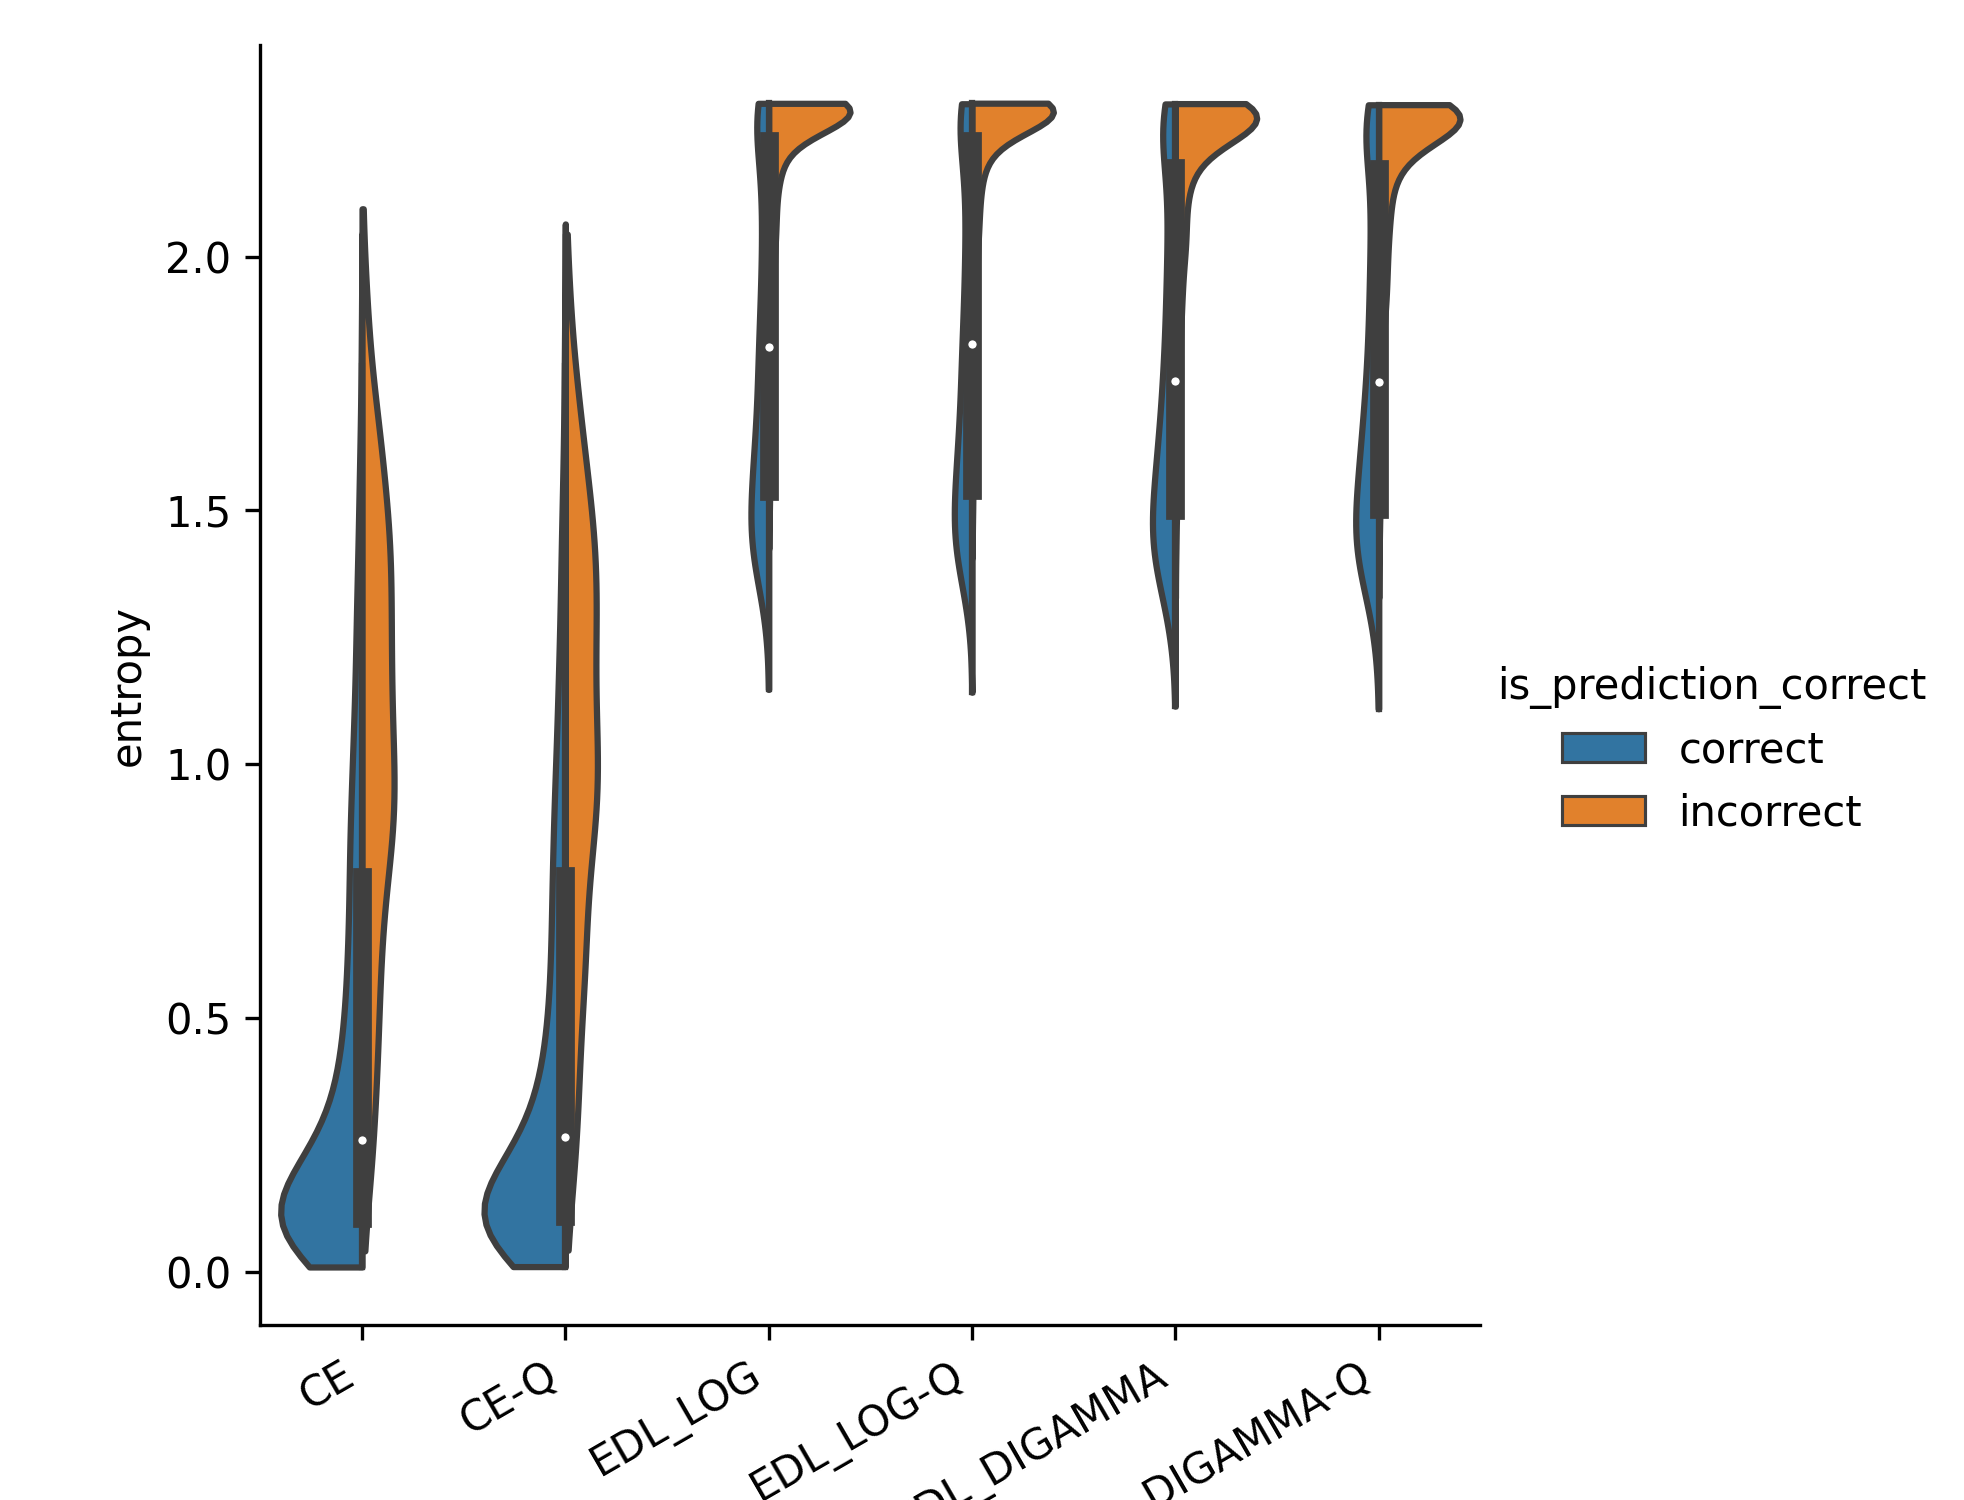 entropy
2.0
1.5
1.0
0.5
0.0
CE
CE-Q
EDL_LOG
EDL_LOG-Q
DL_DIGAMMA
DIGAMMA-Q
is_prediction_correct
correct
incorrect